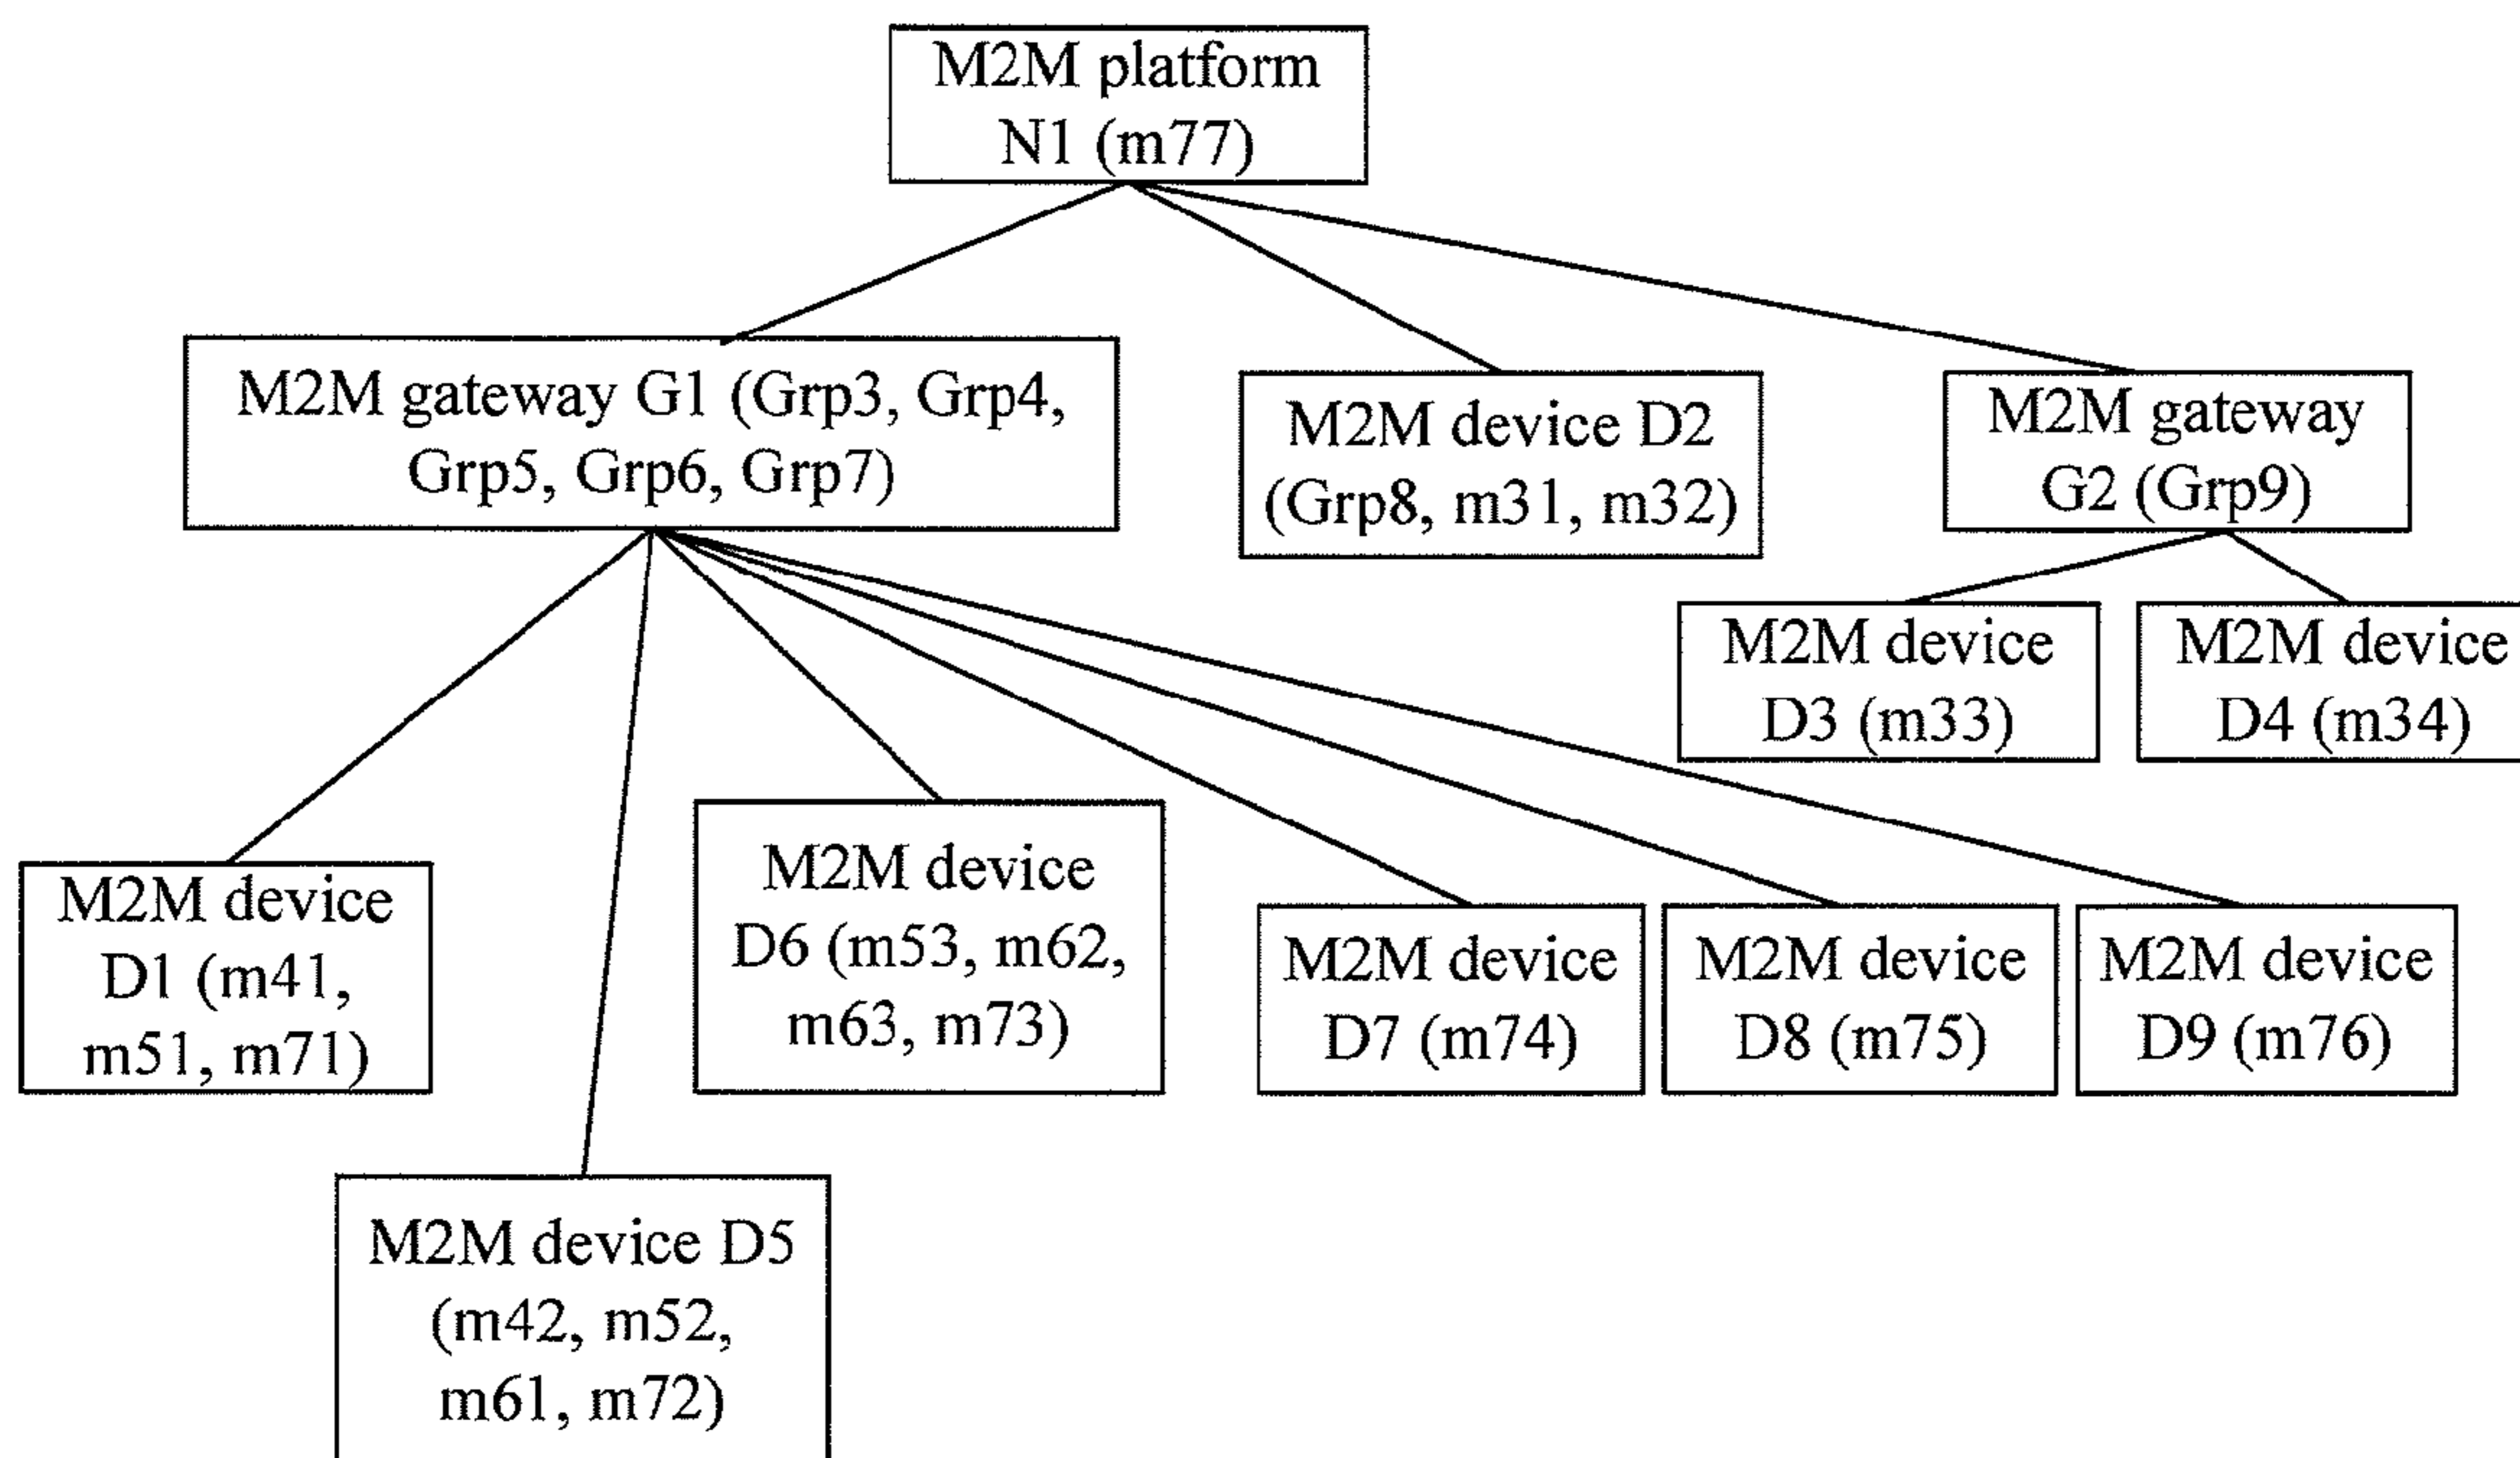 M2M platform
N1 (m77)
M2M gateway G1 (Grp3, Grp4,
Grp5, Grp6, Grp7)
M2M device D2
(Grp8, m31, m32)
M2M gateway
G2 (Grp9)
M2M device
D3 (m33)
M2M device
D4 (m34)
M2M device
D1 (m41,
m51, m71)
M2M device
D6 (m53, m62,
m63, m73)
M2M device
D7 (m74)
M2M device
D8 (m75)
M2M device
D9 (m76)
M2M device D5
(m42, m52,
m61, m72)